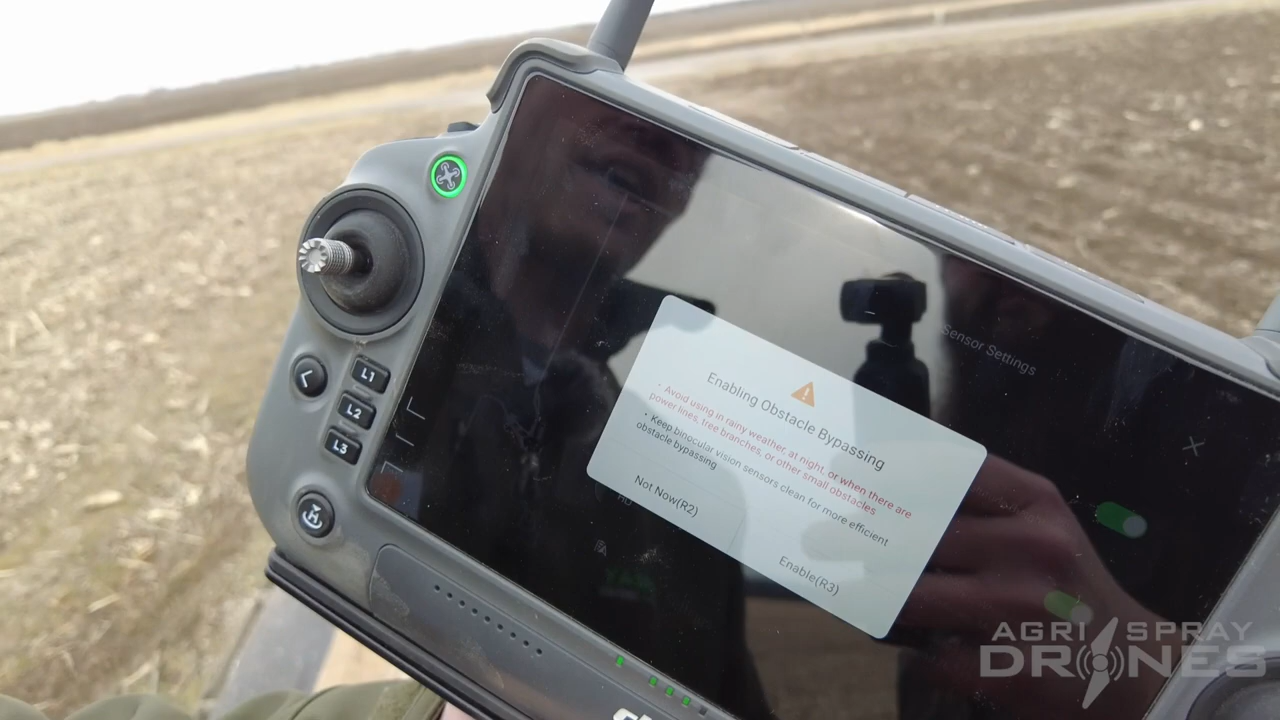 L1
L2
L3
Sensor Settings
Enabling Obstacle Bypassing
• Avoid using in rainy weather, at night, or when there are
power lines, tree branches, or other small obstacles
• Keep binocular vision sensors clean for more efficient
obstacle bypassing
Not Now(R2)
Enable(R3)
AGRI SPRAY
DRONES